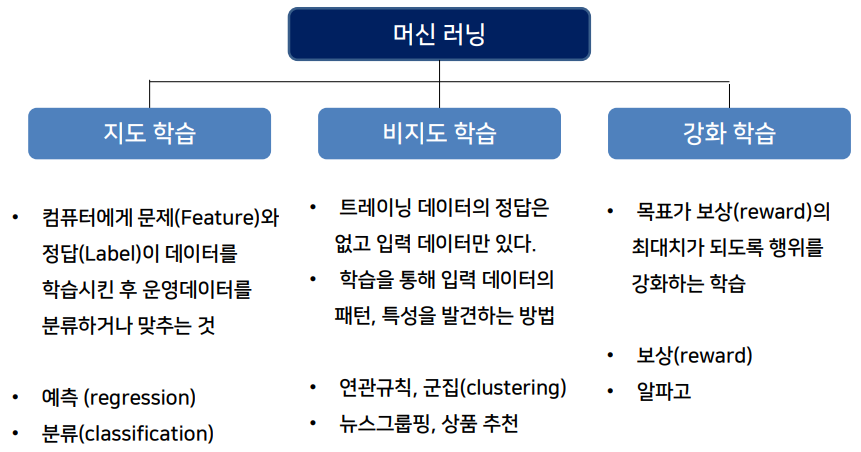 머신 러닝
지도 학습
비지도 학습
강화 학습
• 컴퓨터에게 문제(Feature)와
정답(Label)이 데이터를
학습시킨 후 운영데이터를
분류하거나 맞추는 것
• 예측 (regression)
• 분류(classification)
• 트레이닝 데이터의 정답은
없고 입력 데이터만 있다.
• 학습을 통해 입력 데이터의
패턴, 특성을 발견하는 방법
• 연관규칙, 군집(clustering)
• 뉴스그룹핑, 상품 추천
• 목표가 보상(reward)의
최대치가 되도록 행위를
강화하는 학습
• 보상(reward)
• 알파고